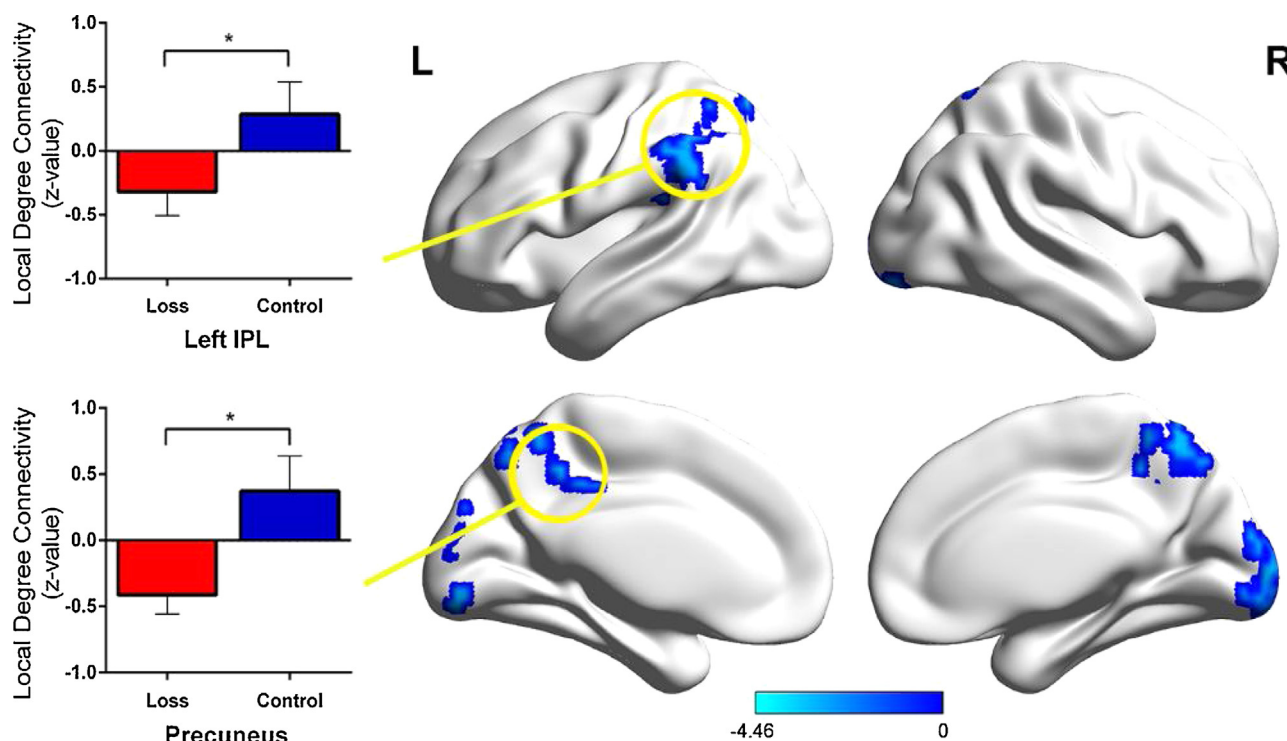 1.0
0.5
0.0
-0.5
-1.0
Local Degree Connectivity
(z-value)
*
Loss Control
Left IPL
L
R
1.0
0.5
0.0
-0.5
-1.0
Local Degree Connectivity
(z-value)
*
Loss Control
Precuneus
-4.46 0